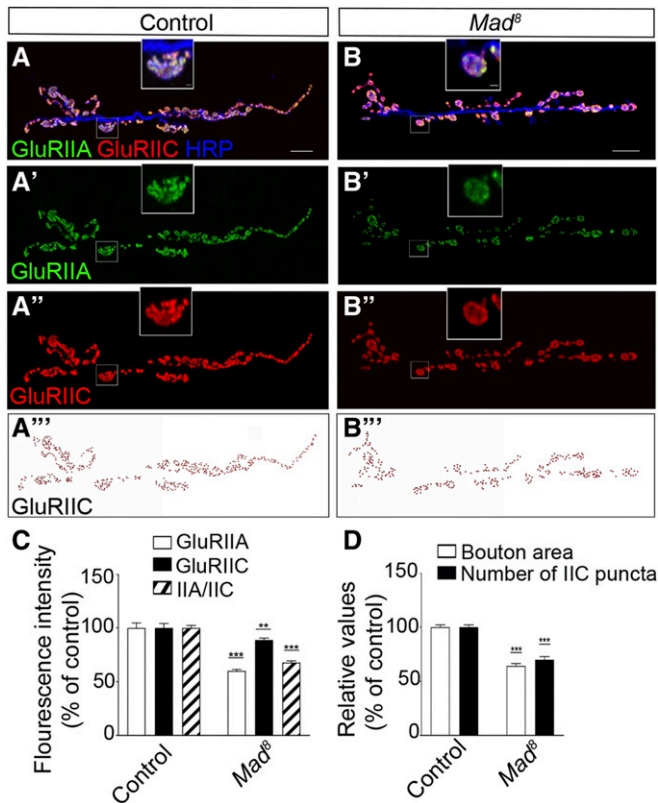 Control
Mad⁸
A
B
GluRIIA GluRIIC HRP
A'
B'
GluRIIA
A''
B''
GluRIIC
A'''
B'''
GluRIIC
C
GluRIIA
GluRIIC
IIA/IIC
Flourescence intensity
(% of control)
150
100
50
0
***
**
***
Control
Mad⁸
D
Bouton area
Number of IIC puncta
Relative values
(% of control)
150
100
50
0
***
***
Control
Mad⁸